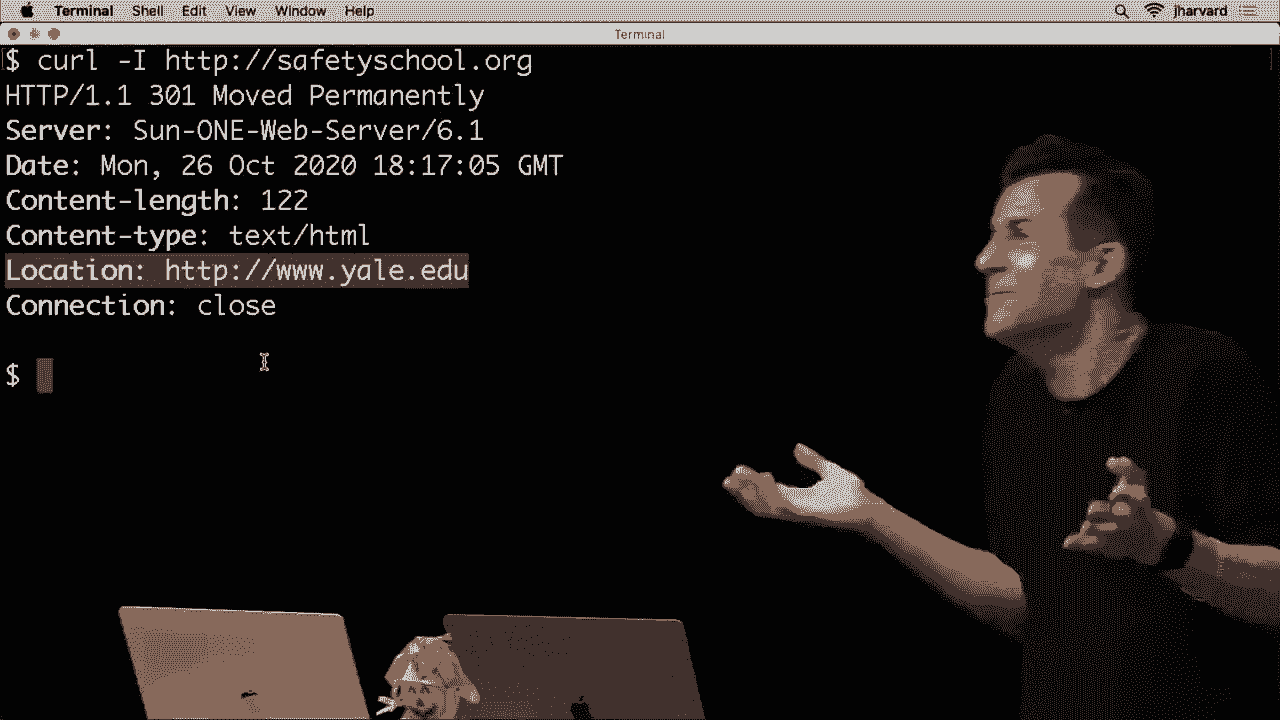 Terminal Shell Edit View Window Help jharvard
Terminal
$ curl -I http://safetyschool.org
HTTP/1.1 301 Moved Permanently
Server: Sun-ONE-Web-Server/6.1
Date: Mon, 26 Oct 2020 18:17:05 GMT
Content-length: 122
Content-type: text/html
Location: http://www.yale.edu
Connection: close
$